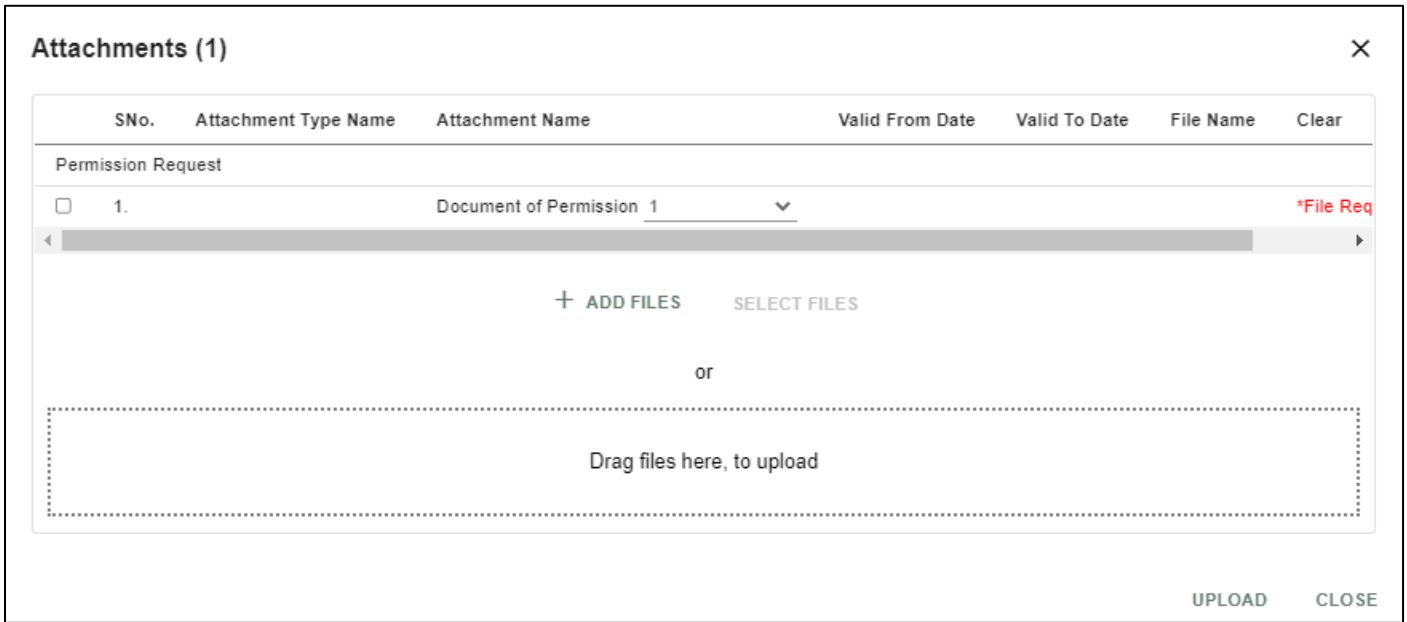 Attachments (1)
SNo. Attachment Type Name Attachment Name Valid From Date Valid To Date File Name Clear
Permission Request
1. Document of Permission 1 *File Req
+ ADD FILES SELECT FILES
or
Drag files here, to upload
UPLOAD CLOSE